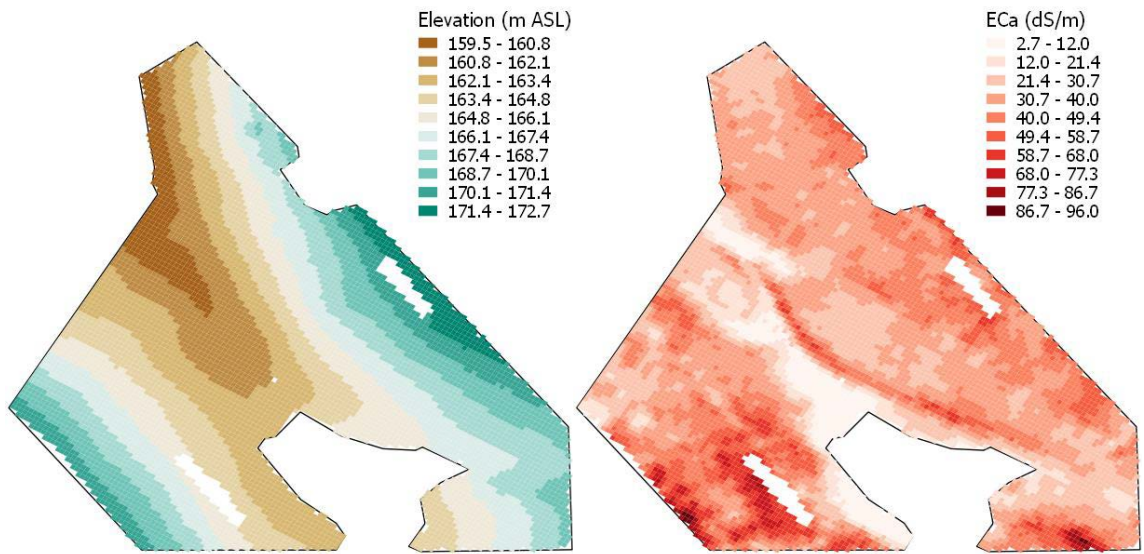 Elevation (m ASL)
159.5 - 160.8
160.8 - 162.1
162.1 - 163.4
163.4 - 164.8
164.8 - 166.1
166.1 - 167.4
167.4 - 168.7
168.7 - 170.1
170.1 - 171.4
171.4 - 172.7
ECa (dS/m)
2.7 - 12.0
12.0 - 21.4
21.4 - 30.7
30.7 - 40.0
40.0 - 49.4
49.4 - 58.7
58.7 - 68.0
68.0 - 77.3
77.3 - 86.7
86.7 - 96.0